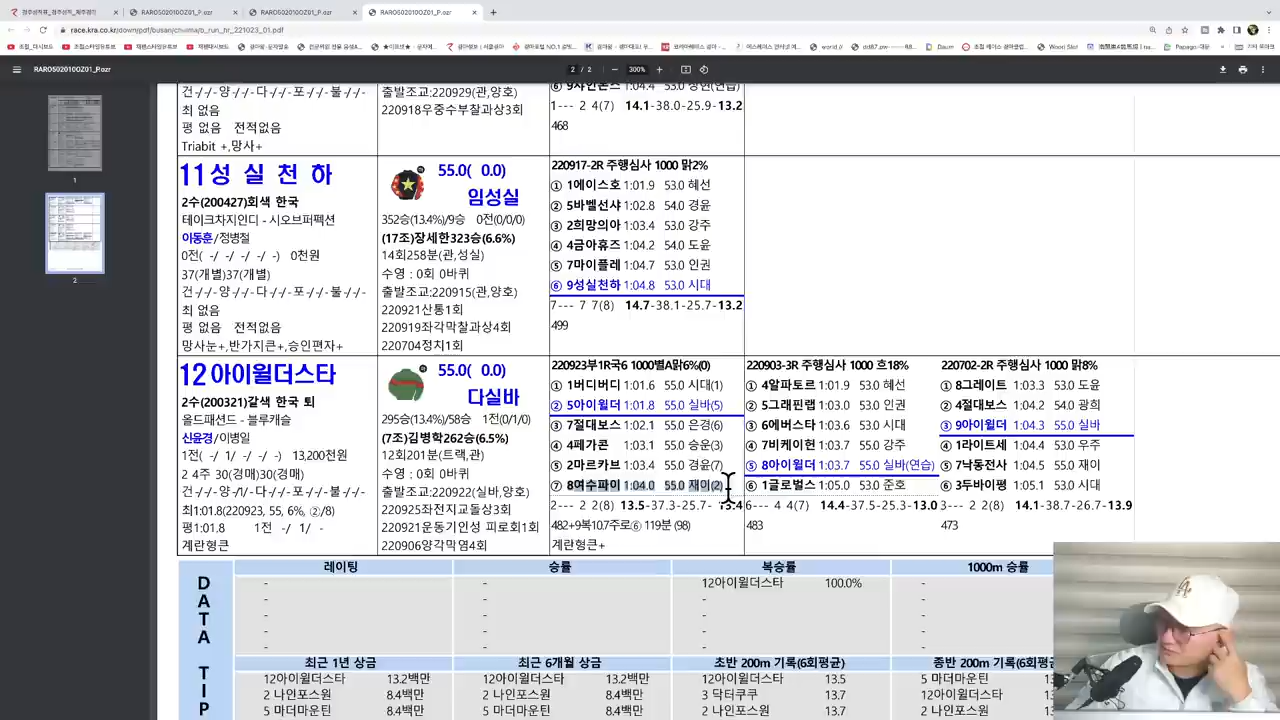 RARO502010OZ01_P.ozr
RARO502010OZ01_P.ozr
RARO502010OZ01_P.ozr
race.kra.co.kr/down/pdf/busan/chulma/b_run_hr_221023_01.pdf
RARO502010OZ01_P.ozr
2 / 2
300%
1
2
건-/-/-양-/-/-다-/-/-포-/-/-불-/-/-
최 없음
평 없음 전적없음
Triabit +,망사+
출발조교:220929(관,양호)
220918우중수부찰과상3회
1--- 2 4(7) 14.1-38.0-25.9-13.2
468
11성 실 천 하
회색 한국
테이크차지인디 - 시오브퍼펙션
이동훈/정병철
0전( -/ -/ -/ -/ -) 0천원
37(개별)37(개별)
건-/-/-양-/-/-다-/-/-포-/-/-불-/-/-
최 없음
평 없음 전적없음
망사눈+,반가지큰+,승인편자+
55.0( 0.0)
임성실
352승(13.4%)/9승 0전(0/0/0)
(17조)장세한323승(6.6%)
14회258분(관,성실)
수영 : 0회 0바퀴
출발조교:220915(관,양호)
220921산통1회
220919좌각막찰과상4회
220704정치1회
220917-2R 주행심사 1000 맑2%
① 1에이스호 1:01.9 53.0 혜선
② 5바벨선샤 1:02.8 54.0 경윤
③ 2희망의아 1:03.4 53.0 강주
④ 4금아휴즈 1:04.2 54.0 도윤
⑤ 7마이플레 1:04.7 53.0 인권
⑥ 9성실천하 1:04.8 53.0 시대
7--- 7 7(8) 14.7-38.1-25.7-13.2
499
12아이윌더스타
2수(200321)갈색 한국 퇴
올드패션드 - 블루캐슬
신윤경/이병일
1전( -/ 1/ -/ -/ -) 13,200천원
2 4주 30(경매)30(경매)
건-/-/-양-/1/-다-/-/-포-/-/-불-/-/-
최1:01.8(220923, 55, 6%, ②/8)
평1:01.8 1전 -/ 1/ -
계란형큰
55.0( 0.0)
다실바
295승(13.4%)/58승 1전(0/1/0)
(7조)김병학262승(6.5%)
12회201분(트랙,관)
수영 : 0회 0바퀴
출발조교:220922(실바,양호)
220925좌전지교돌상3회
220921운동기인성 피로회1회
220906양각막염4회
220923부1R국6 1000별A맑6%(0)
① 1버디버디 1:01.6 55.0 시대(1)
② 5아이윌더 1:01.8 55.0 실바(5)
③ 7절대보스 1:02.1 55.0 은경(6)
④ 4페가콘 1:03.1 55.0 승윤(3)
⑤ 2마르카브 1:03.4 55.0 경윤(7)
⑦ 8여수파이 1:04.0 55.0 재이(2)
2--- 2 2(8) 13.5-37.3-25.7-
482+9복10.7주로⑥ 119분 (98)
계란형큰+
220903-3R 주행심사 1000 흐18%
① 4알파토르 1:01.9 53.0 혜선
② 5그래핀랩 1:03.0 53.0 인권
③ 6에버스타 1:03.6 53.0 시대
④ 7비케이헌 1:03.7 53.0 강주
⑤ 8아이윌더 1:03.7 55.0 실바(연습)
⑥ 1글로벌스 1:05.0 53.0 준호
6--- 4 4(7) 14.4-35.3-25.3-13.0
483
220702-2R 주행심사 1000 맑8%
① 8그레이트 1:03.3 53.0 도윤
② 4절대보스 1:04.2 54.0 광희
③ 9아이윌더 1:04.3 55.0 실바
④ 1라이트세 1:04.4 53.0 우주
⑤ 7낙동전사 1:04.5 55.0 재이
⑥ 3두바이평 1:05.1 53.0 시대
3--- 2 2(8) 14.1-38.7-26.7-13.9
473
DATA TIP
레이팅 승률 복승률 1000m 승률
12아이윌더스타 100.0%
최근 1년 상금 최근 6개월 상금 초반 200m 기록(6회평균) 종반 200m 기록(6회평
12아이윌더스타 13.2백만 12아이윌더스타 13.2백만 12아이윌더스타 13.5 5 마더마운틴
2 나인포스원 8.4백만 2 나인포스원 8.4백만 3 닥터쿠쿠 13.7 12아이윌더스타
5 마더마운틴 8.4백만 5 마더마운틴 8.4백만 2 나인포스원 13.7 2 나인포스원